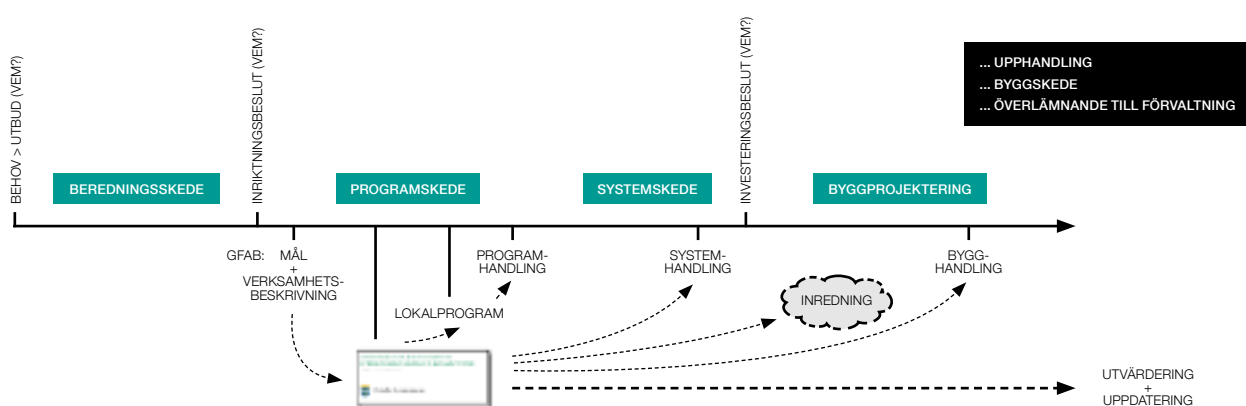 ... UPPHANDLING
... BYGGSKEDE
... ÖVERLÄMNANDE TILL FÖRVALTNING
BEHOV > UTBUD (VEM?)
INRIKTNINGSBESLUT (VEM?)
INVESTERINGSBESLUT (VEM?)
BEREDNINGSSKEDE
PROGRAMSKEDE
SYSTEMSKEDE
BYGGPROJEKTERING
GFAB:
MÅL
+
VERKSAMHETS-
BESKRIVNING
PROGRAM-
HANDLING
SYSTEM-
HANDLING
BYGG-
HANDLING
LOKALPROGRAM
INREDNING
UTVÄRDERING
+
UPPDATERING